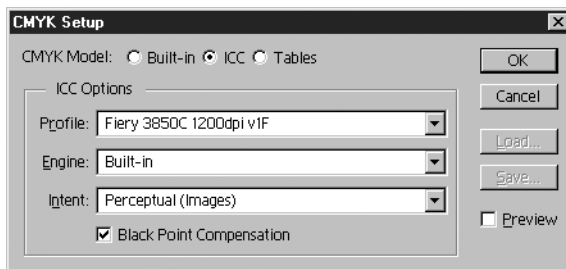 CMYK Setup
CMYK Model: Built-in ICC Tables
OK
ICC Options
Cancel
Profile: Fiery 3850C 1200dpi v1F
Load...
Engine: Built-in
Save...
Intent: Perceptual (Images)
Preview
Black Point Compensation